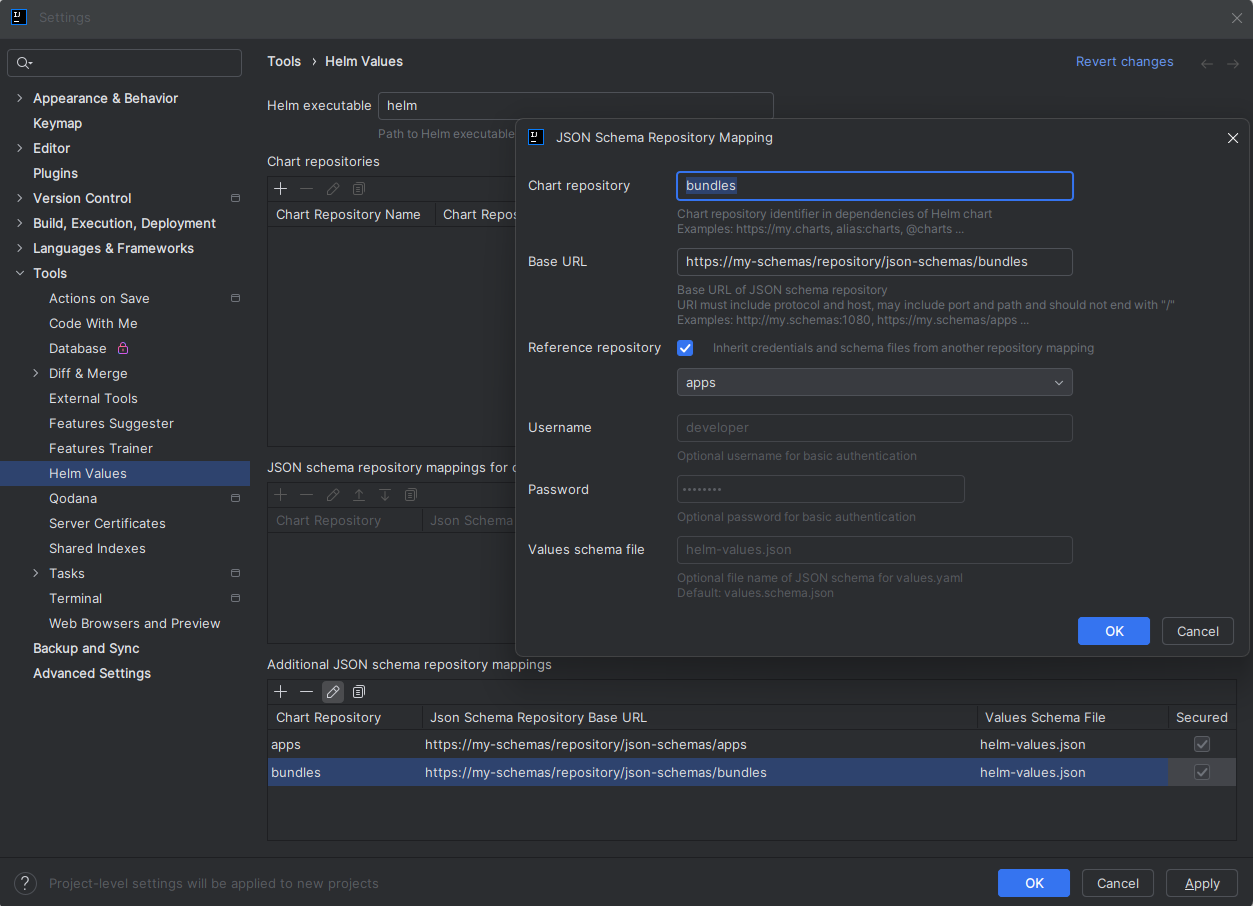 Settings
Tools › Helm Values
Revert changes
Appearance & Behavior
Keymap
Editor
Plugins
Version Control
Build, Execution, Deployment
Languages & Frameworks
Tools
Actions on Save
Code With Me
Database
Diff & Merge
External Tools
Features Suggester
Features Trainer
Helm Values
Qodana
Server Certificates
Shared Indexes
Tasks
Terminal
Web Browsers and Preview
Backup and Sync
Advanced Settings
Helm executable helm
Path to Helm executable
Chart repositories
Chart Repository Name Chart Repos
JSON schema repository mappings for
Chart Repository Json Schema
JSON Schema Repository Mapping
Chart repository bundles
Chart repository identifier in dependencies of Helm chart
Examples: https://my.charts, alias:charts, @charts ...
Base URL https://my-schemas/repository/json-schemas/bundles
Base URL of JSON schema repository
URI must include protocol and host, may include port and path and should not end with "/"
Examples: http://my.schemas:1080, https://my.schemas/apps ...
Reference repository Inherit credentials and schema files from another repository mapping
apps
Username developer
Optional username for basic authentication
Password ••••••••
Optional password for basic authentication
Values schema file helm-values.json
Optional file name of JSON schema for values.yaml
Default: values.schema.json
OK Cancel
Additional JSON schema repository mappings
Chart Repository Json Schema Repository Base URL Values Schema File Secured
apps https://my-schemas/repository/json-schemas/apps helm-values.json
bundles https://my-schemas/repository/json-schemas/bundles helm-values.json
? Project-level settings will be applied to new projects
OK Cancel Apply